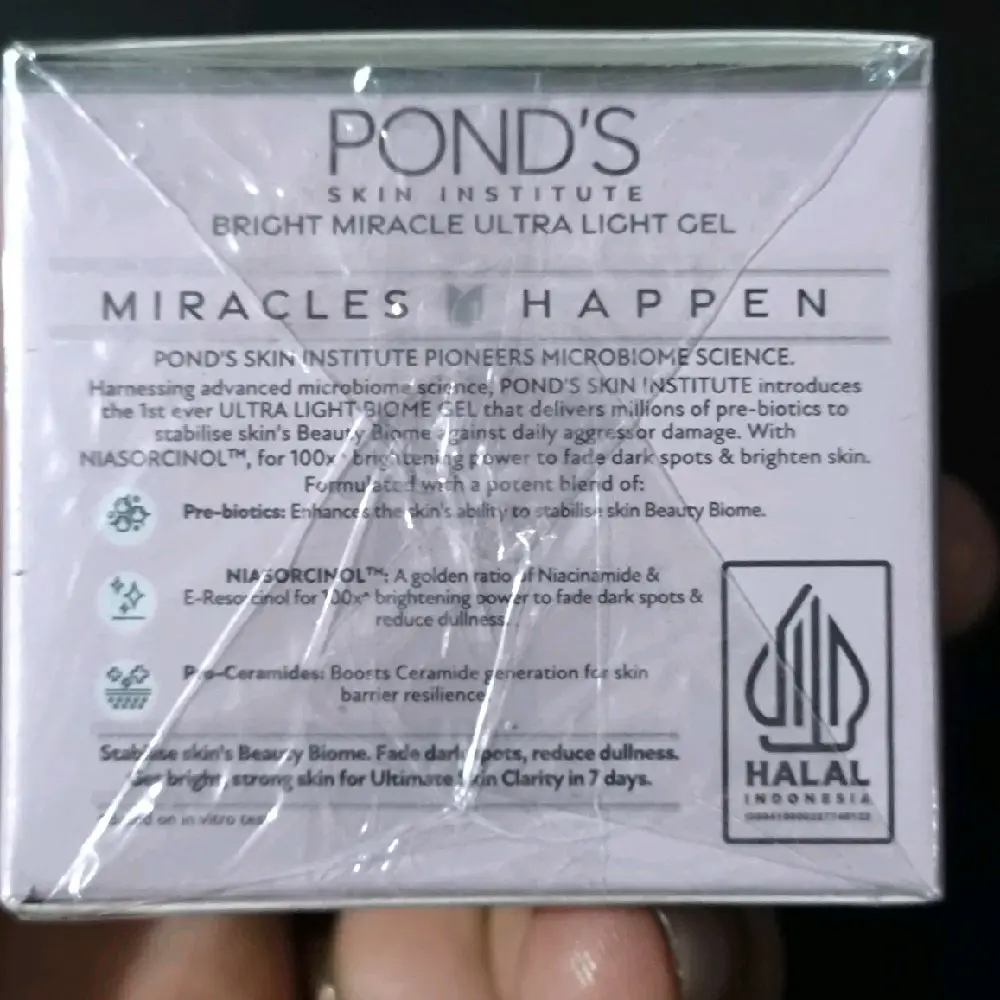 POND'S
SKIN INSTITUTE
BRIGHT MIRACLE ULTRA LIGHT GEL
MIRACLES HAPPEN
POND'S SKIN INSTITUTE PIONEERS MICROBIOME SCIENCE.
Harnessing advanced microbiome science, POND'S SKIN INSTITUTE introduces
the 1st ever ULTRA LIGHT BIOME GEL that delivers millions of pre-biotics to
stabilise skin's Beauty Biome against daily aggressor damage. With
NIASORCINOL™, for 100x^ brightening power to fade dark spots & brighten skin.
Formulated with a potent blend of:
Pre-biotics: Enhances the skin's ability to stabilise skin Beauty Biome.
NIASORCINOL™: A golden ratio of Niacinamide &
E-Resorcinol for 100x^ brightening power to fade dark spots &
reduce dullness.
Pro-Ceramides: Boosts Ceramide generation for skin
barrier resilience
Stabilise skin's Beauty Biome. Fade dark spots, reduce dullness.
Get bright, strong skin for Ultimate Skin Clarity in 7 days.
Based on in vitro test
HALAL
INDONESIA